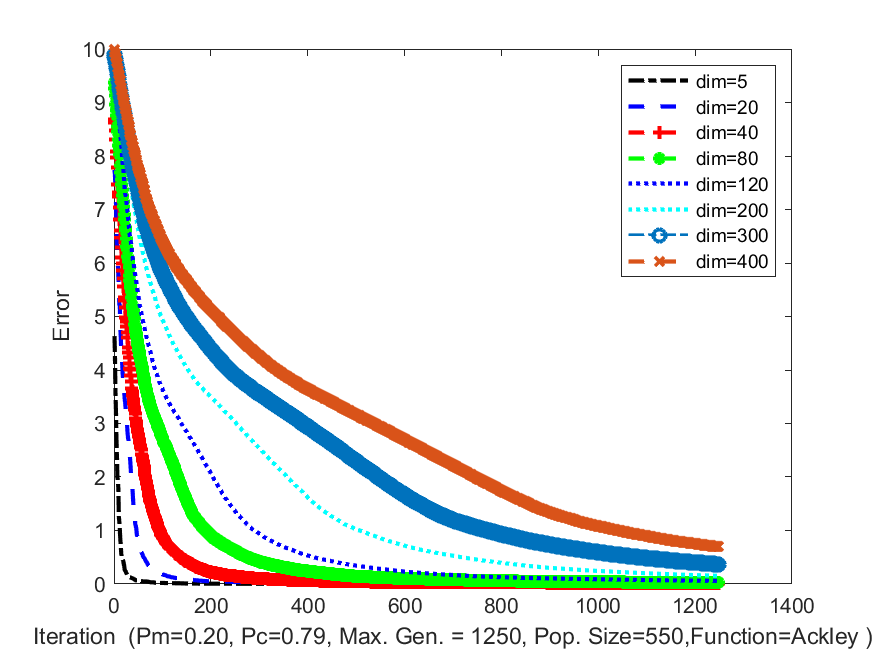 10
9
8
7
6
5
4
3
2
1
0
Error
dim=5
dim=20
dim=40
dim=80
dim=120
dim=200
dim=300
dim=400
0 200 400 600 800 1000 1200 1400
Iteration (Pm=0.20, Pc=0.79, Max. Gen. = 1250, Pop. Size=550,Function=Ackley )